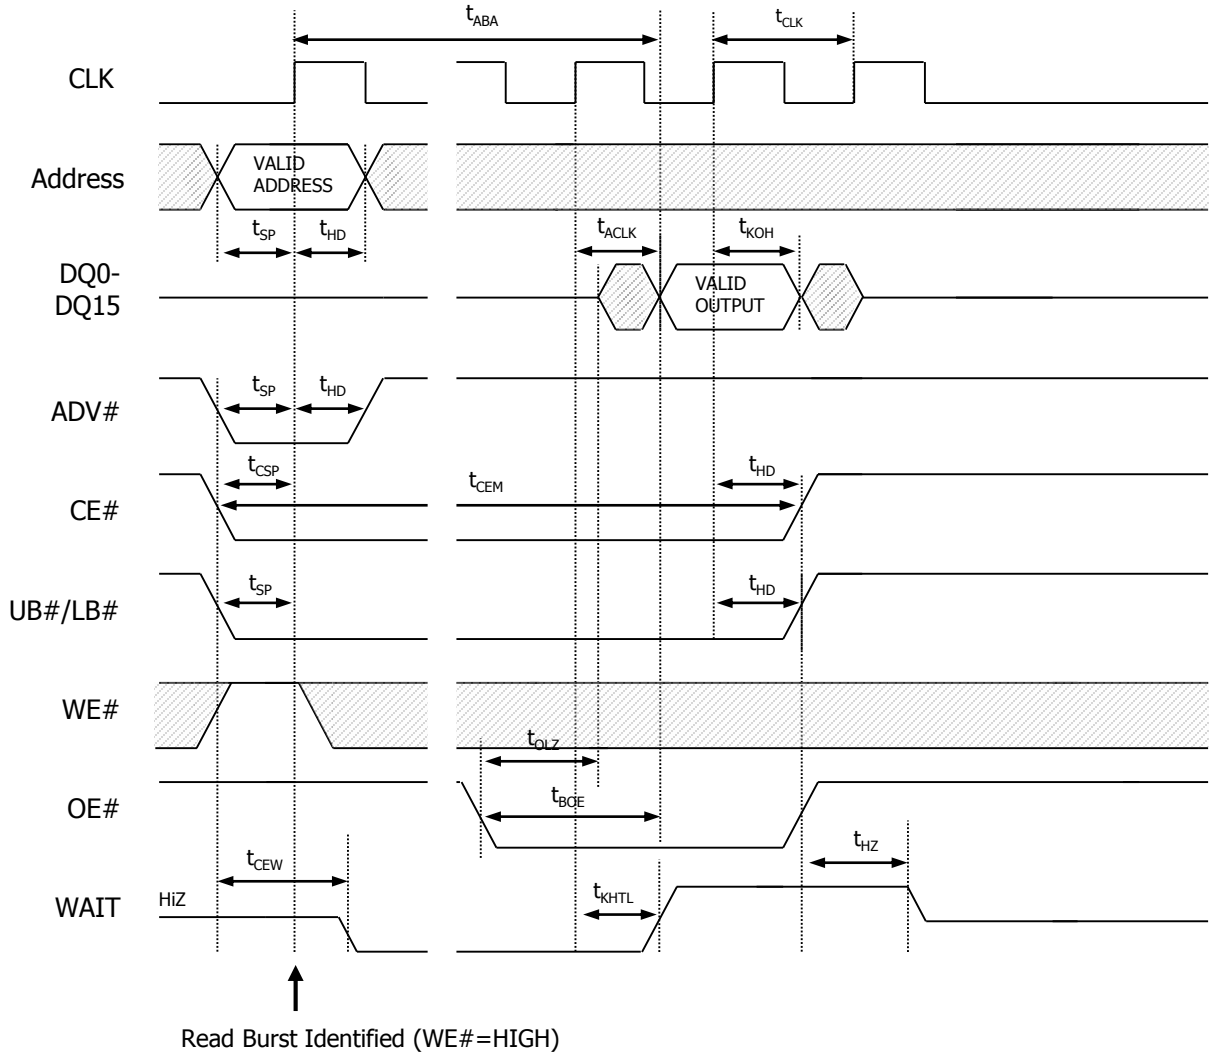 tABA
tCLK
CLK
Address
VALID
ADDRESS
tSP
tHD
tACLK
tKOH
DQ0-
DQ15
VALID
OUTPUT
ADV#
tSP
tHD
CE#
tCSP
tCEM
tHD
UB#/LB#
tSP
tHD
WE#
tOLZ
OE#
tBOE
tHZ
tCEW
WAIT
HiZ
tKHTL
Read Burst Identified (WE#=HIGH)